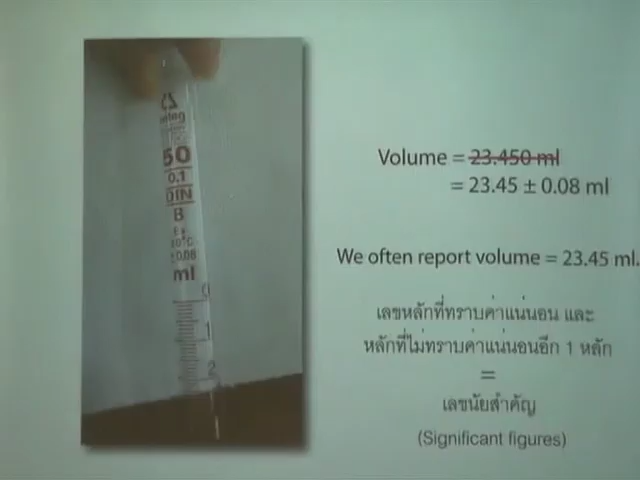 50
0.1
DIN
B
±0.08
ml
0
1
2
Volume = 23.450 ml
= 23.45 ± 0.08 ml
We often report volume = 23.45 ml.
เลขหลักที่ทราบค่าแน่นอน และ
หลักที่ไม่ทราบค่าแน่นอนอีก 1 หลัก
=
เลขนัยสำคัญ
(Significant figures)